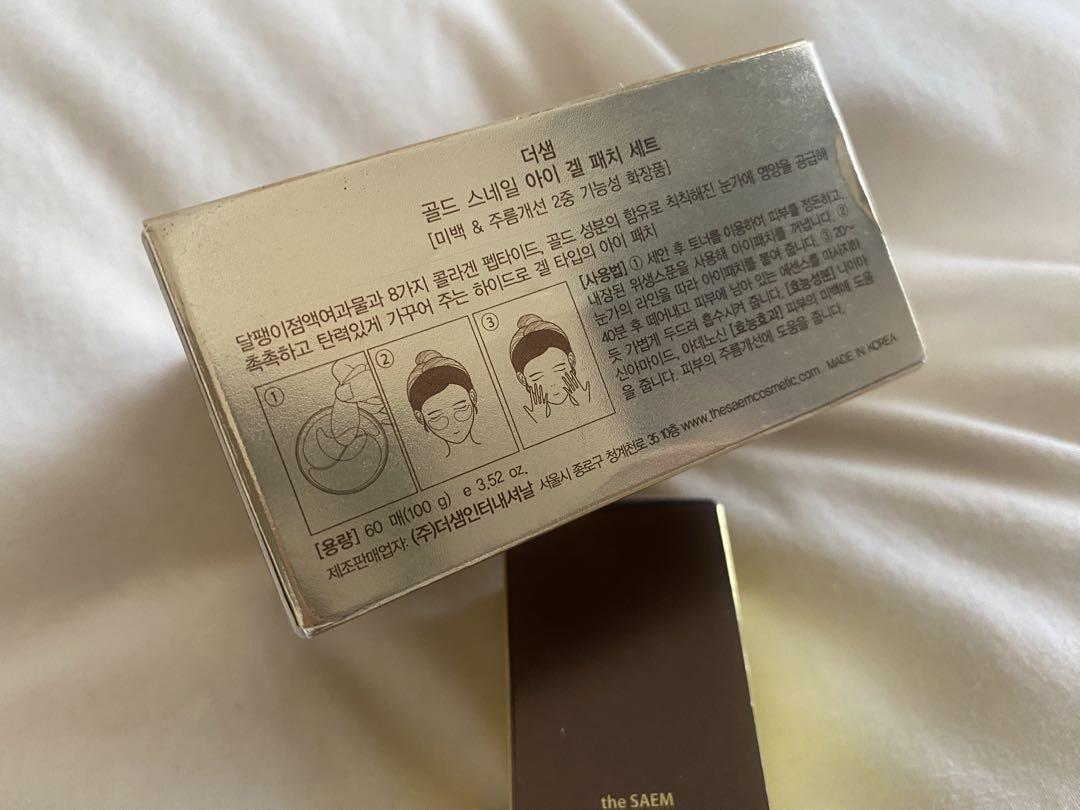 더샘
골드 스네일 아이 겔 패치 세트
[미백 & 주름개선 2중 기능성 화장품]
달팽이점액여과물과 8가지 콜라겐 펩타이드, 골드 성분의 함유로 칙칙해진 눈가에 영양을 공급해
촉촉하고 탄력있게 가꾸어 주는 하이드로 겔 타입의 아이 패치
①
②
③
[사용법] ① 세안 후 토너를 이용하여 피부를 정돈하고,
내장된 위생스푼을 사용해 아이패치를 꺼냅니다. ②
눈가의 라인을 따라 아이패치를 붙여 줍니다. ③ 20~
40분 후 떼어내고 피부에 남아 있는 에센스를 마사지하
듯 가볍게 두드려 흡수시켜 줍니다. [효능성분] 나이아
신아마이드, 아데노신 [효능효과] 피부의 미백에 도움
을 줍니다. 피부의 주름개선에 도움을 줍니다.
[용량] 60 매(100 g) e 3.52 oz.
제조판매업자: (주)더샘인터내셔날 서울시 종로구 청계천로 35 10층 www.thesaemcosmetic.com MADE IN KOREA
the SAEM